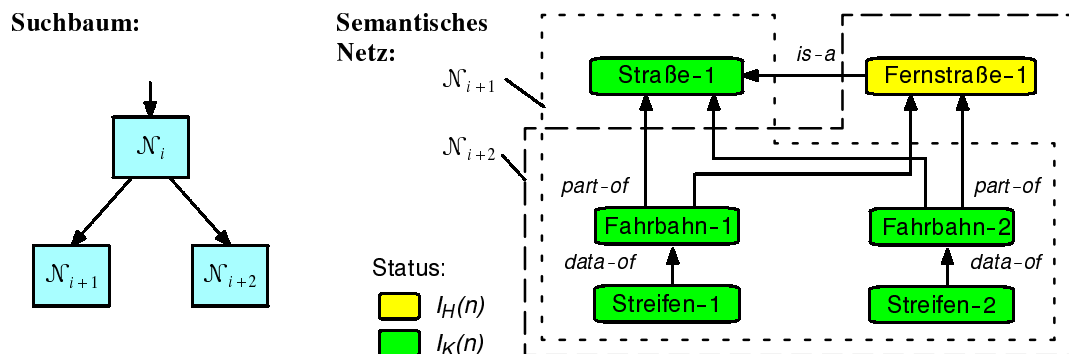 Suchbaum:
𝒩i
𝒩i+1
𝒩i+2
Semantisches
Netz:
𝒩i+1
𝒩i+2
Straße-1
is-a
Fernstraße-1
part-of
part-of
Fahrbahn-1
Fahrbahn-2
data-of
data-of
Streifen-1
Streifen-2
Status:
IH(n)
IK(n)